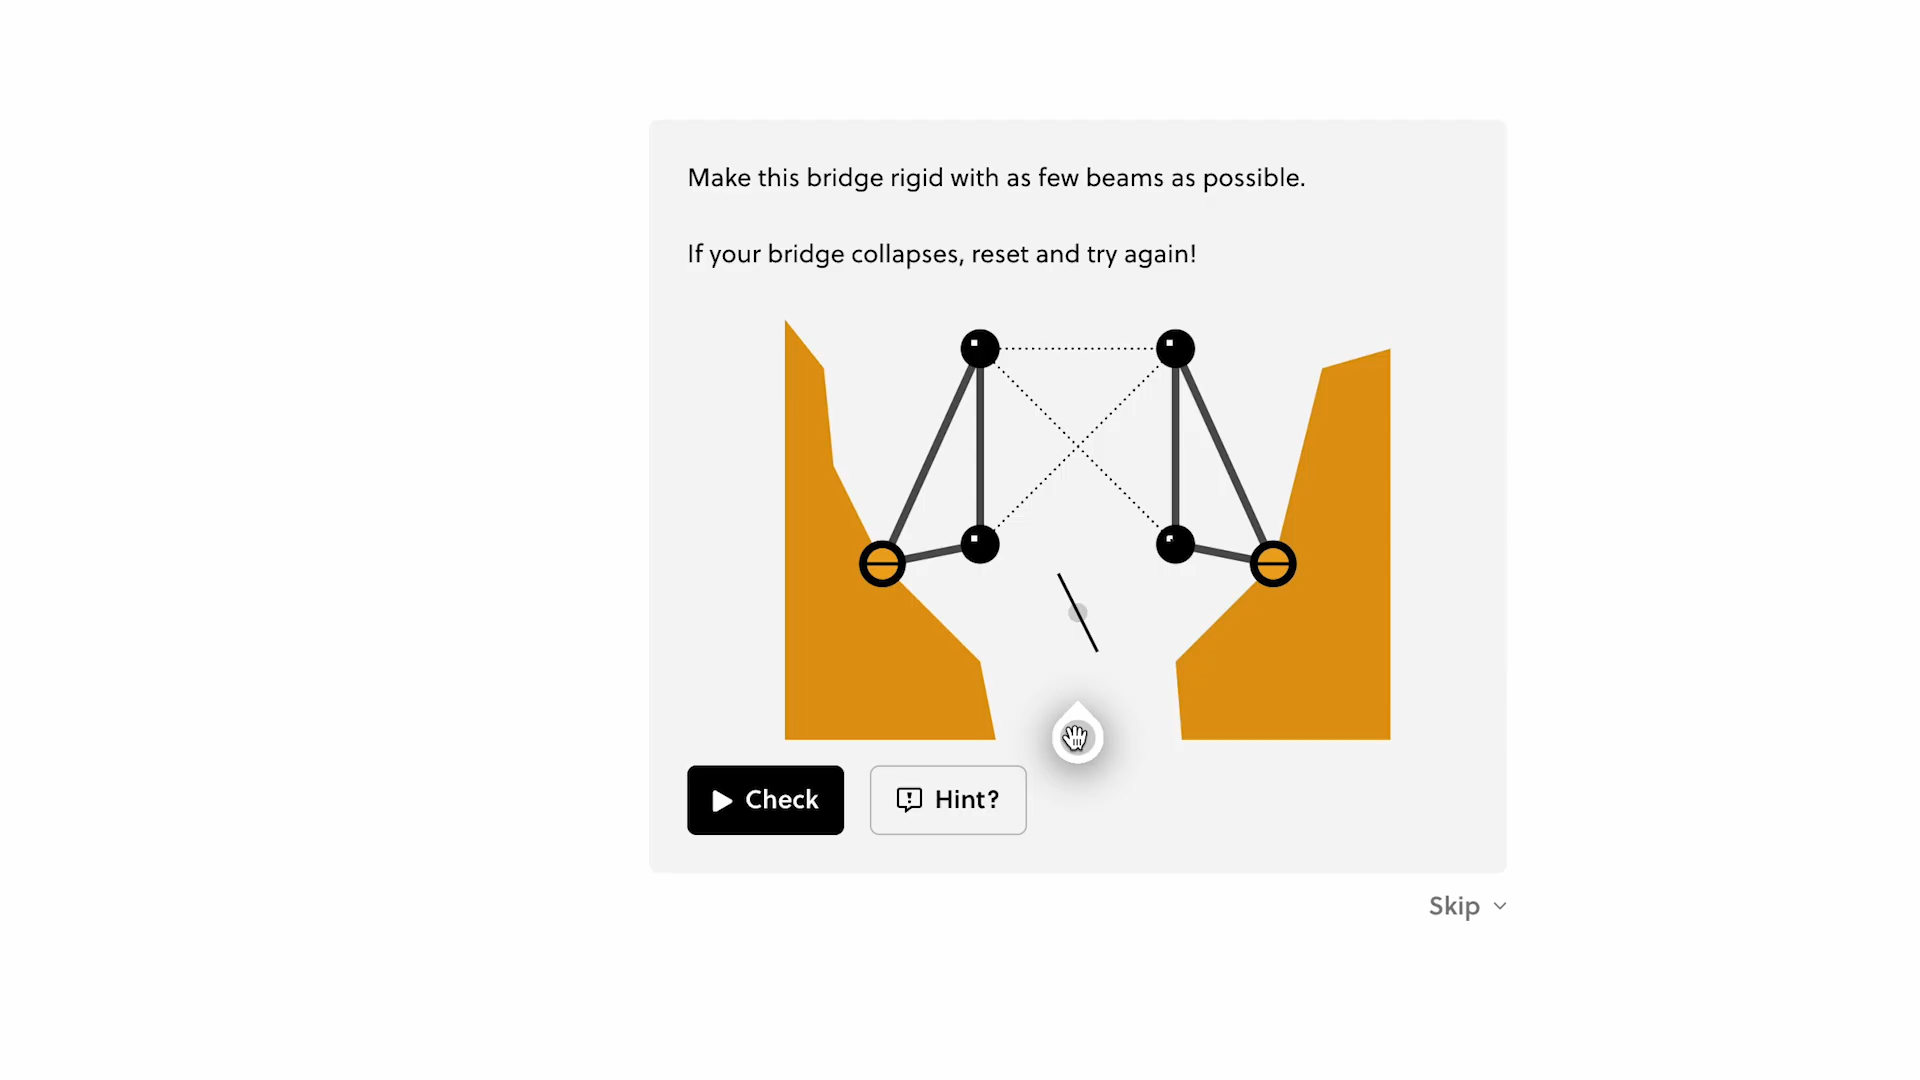 Make this bridge rigid with as few beams as possible.
If your bridge collapses, reset and try again!
Check
Hint?
Skip